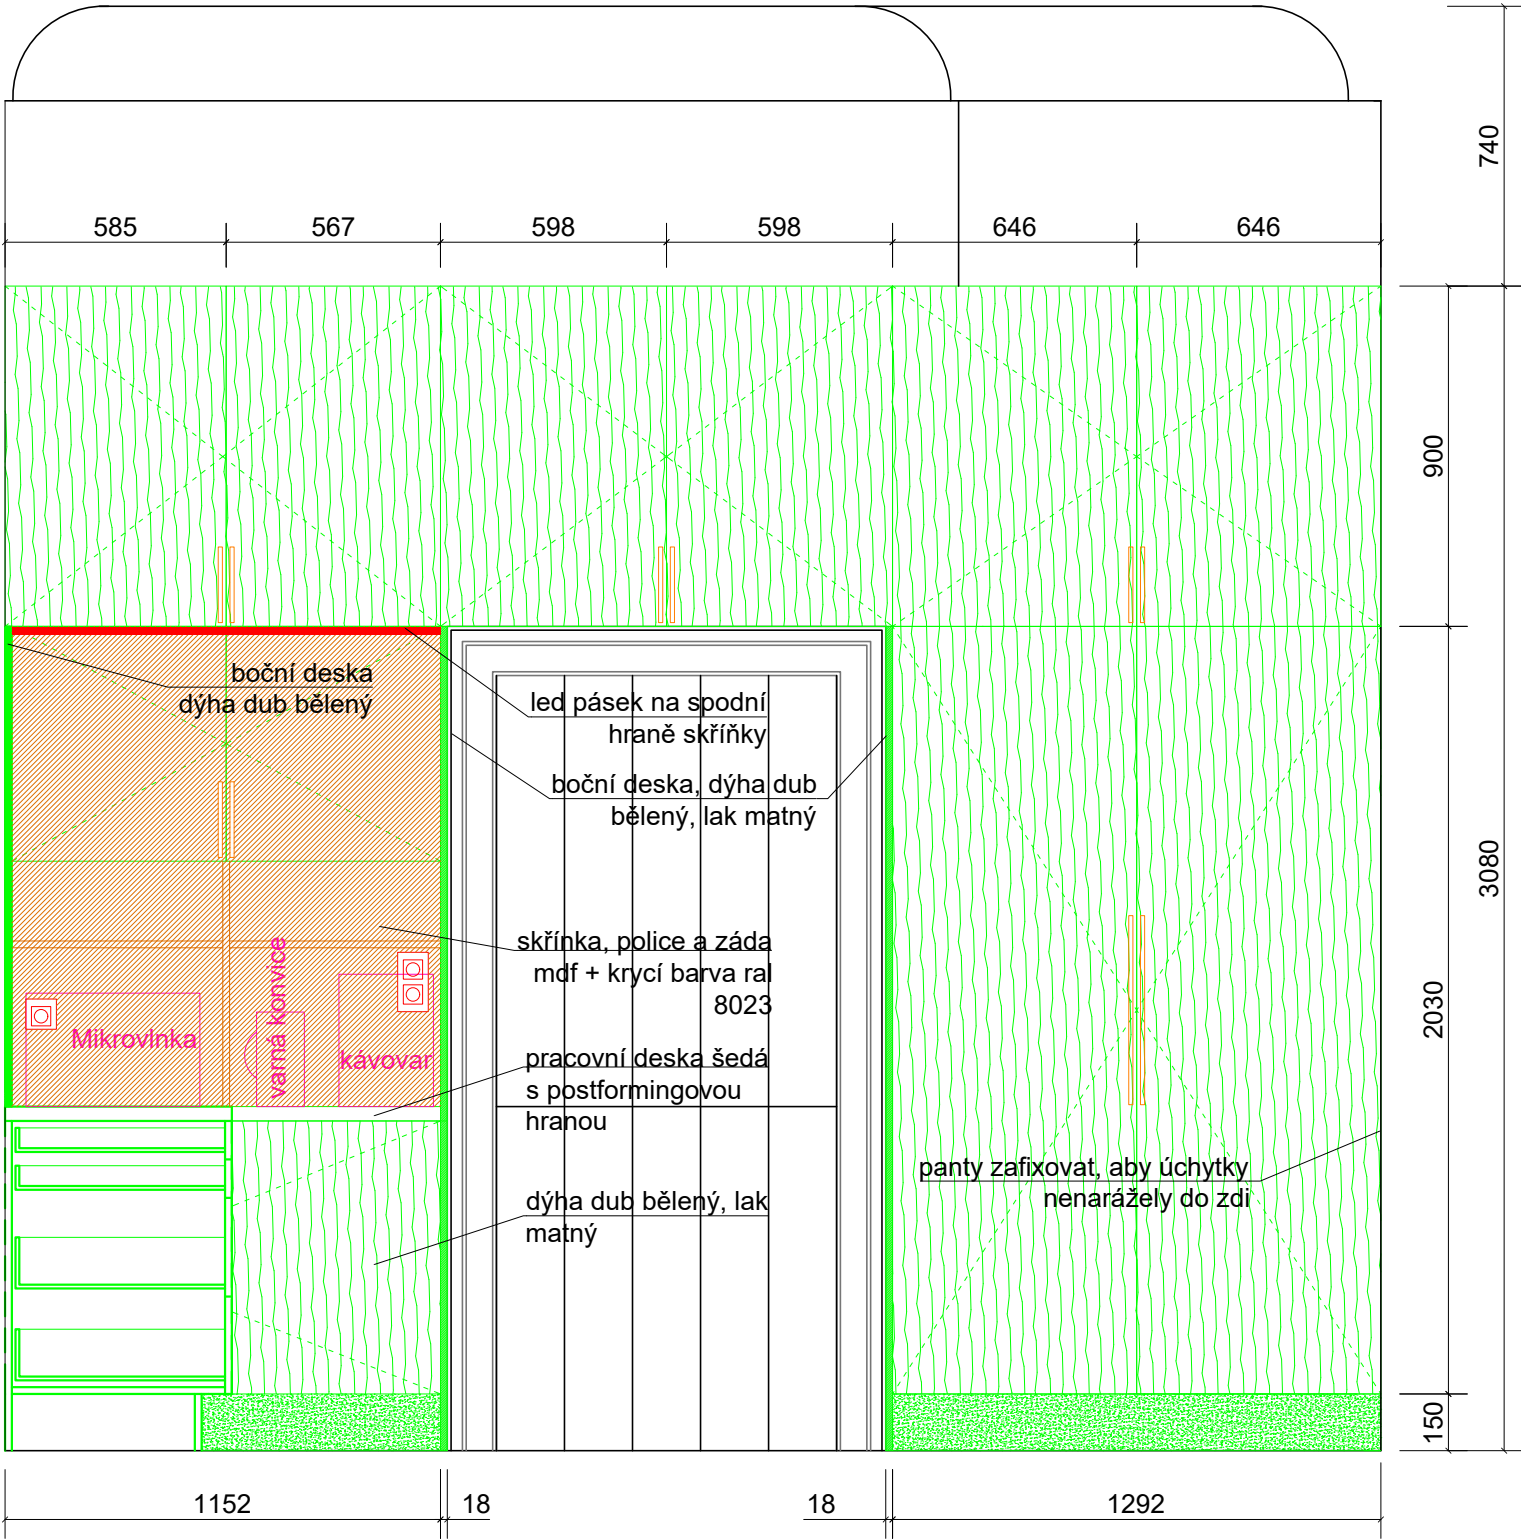 740
585
567
598
598
646
646
900
boční deska
dýha dub bělený
led pásek na spodní
hraně skříňky
boční deska, dýha dub
bělený, lak matný
3080
skřínka, police a záda
mdf + krycí barva ral
8023
2030
Mikrovlnka
varná konvice
kávovar
pracovní deska šedá
s postformingovou
hranou
panty zafixovat, aby úchytky
nenarážely do zdi
dýha dub bělený, lak
matný
150
1152
18
18
1292